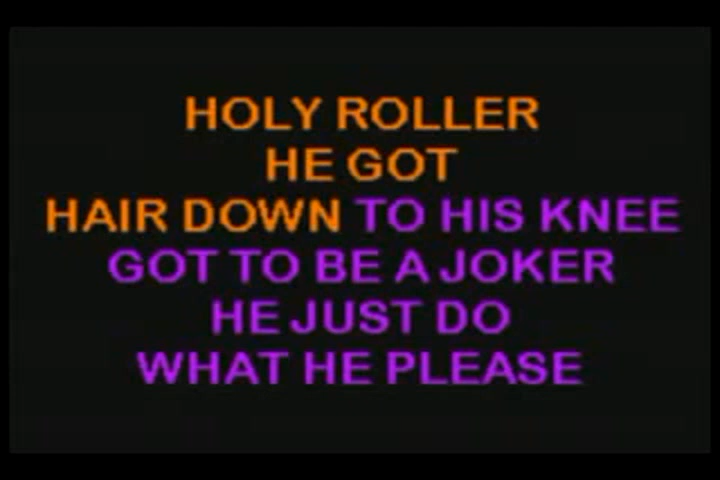 HOLY ROLLER
HE GOT
HAIR DOWN TO HIS KNEE
GOT TO BE A JOKER
HE JUST DO
WHAT HE PLEASE